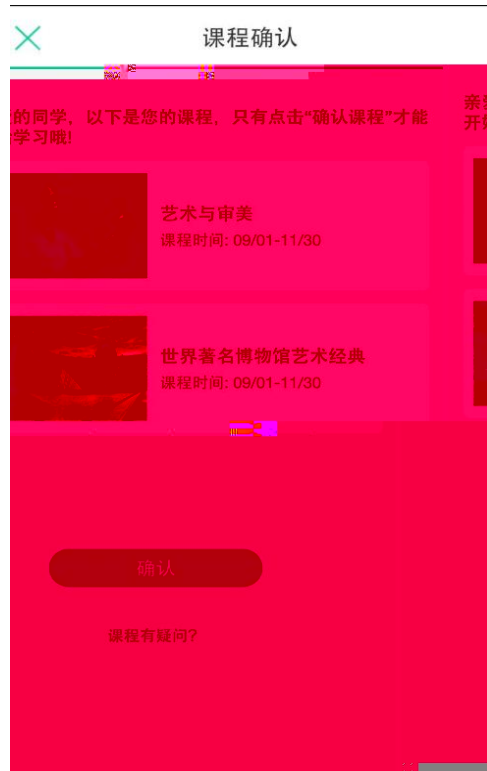 课程确认
的同学，以下是您的课程，只有点击“确认课程”才能
学习哦!
亲
开
艺术与审美
课程时间: 09/01-11/30
世界著名博物馆艺术经典
课程时间: 09/01-11/30
确认
课程有疑问?